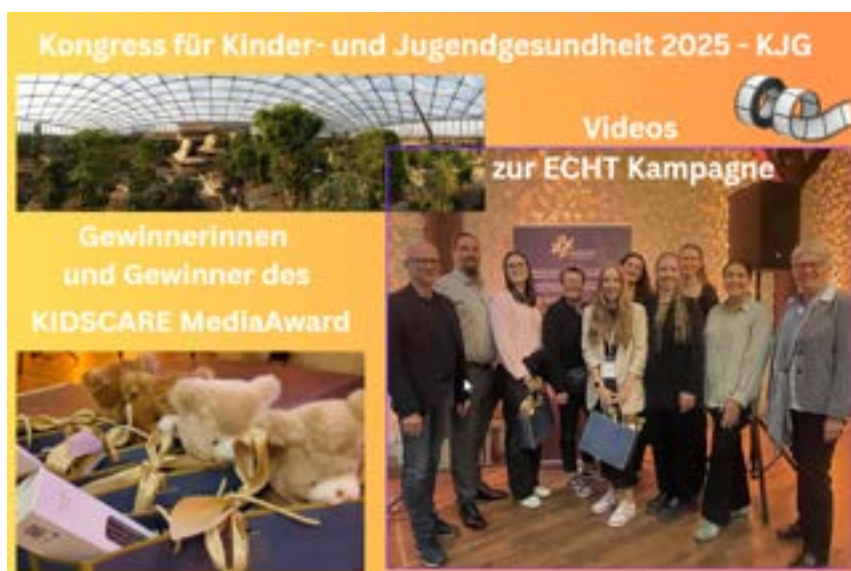 Kongress für Kinder- und Jugendgesundheit 2025 - KJG
Videos
zur ECHT Kampagne
Gewinnerinnen
und Gewinner des
KIDSCARE MediaAward